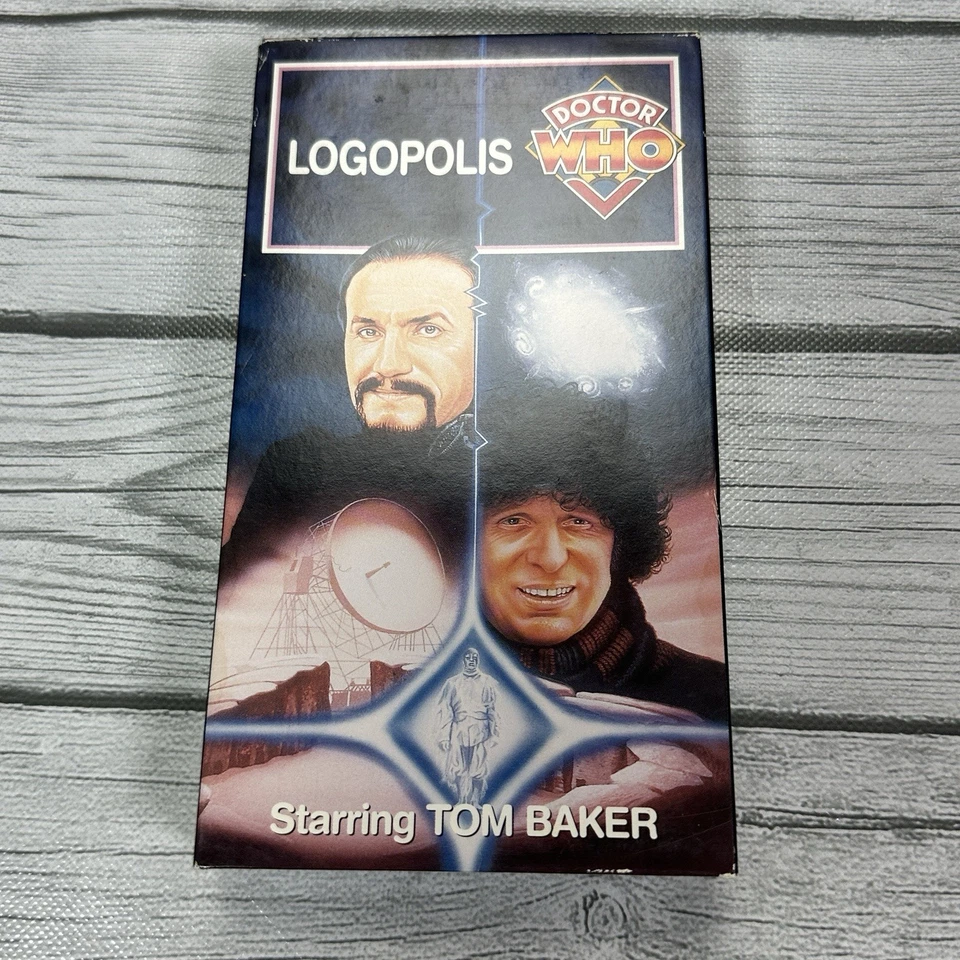 LOGOPOLIS
DOCTOR
WHO
Starring TOM BAKER